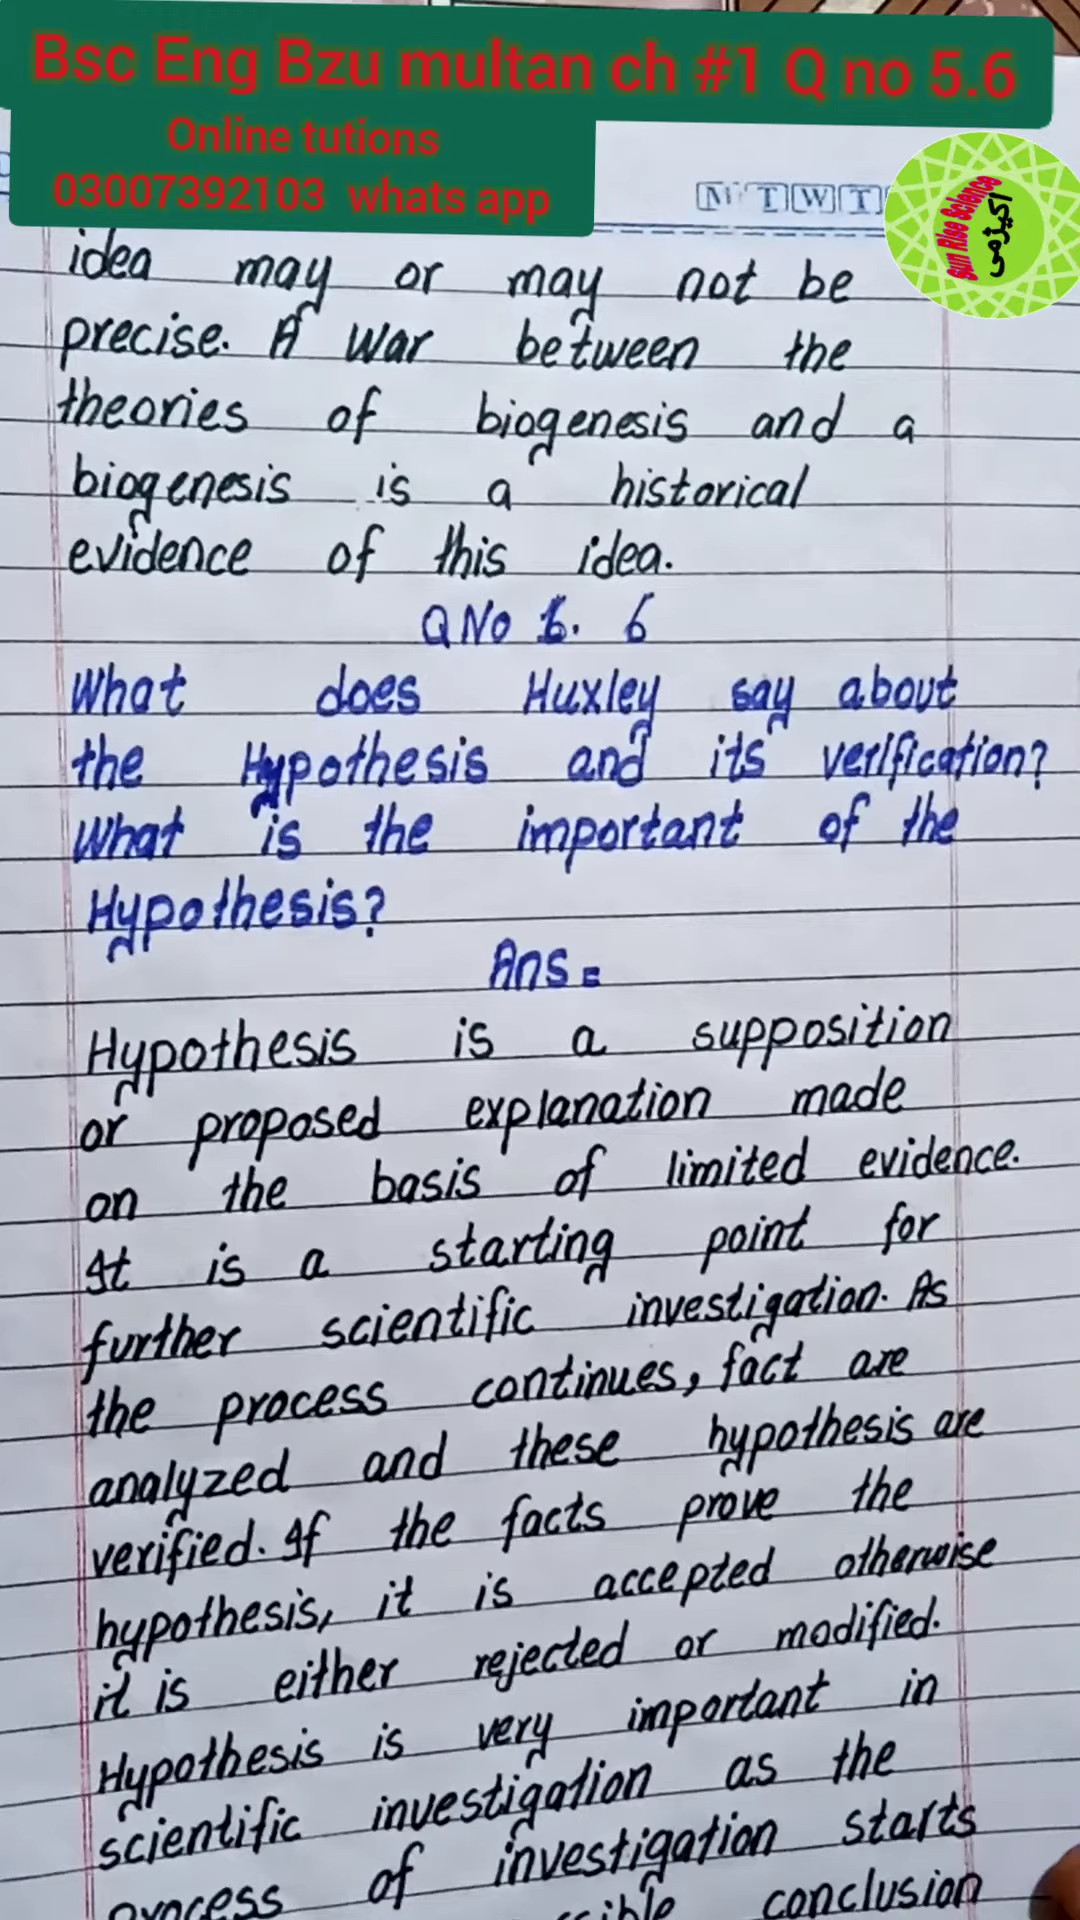 Bsc Eng Bzu multan ch #1 Q no 5.6
Online tutions
03007392103 whats app
M T W T
Sun Rise Science
اکیڈمی
idea may or may not be
precise. A war between the
theories of biogenesis and a
biogenesis is a historical
evidence of this idea.
Q No 1. 6
What does Huxley say about
the Hypothesis and its verification?
What is the important of the
Hypothesis?
Ans =
Hypothesis is a supposition
or proposed explanation made
on the basis of limited evidence.
It is a starting point for
further scientific investigation. As
the process continues, fact are
analyzed and these hypothesis are
verified. If the facts prove the
hypothesis, it is accepted otherwise
it is either rejected or modified.
Hypothesis is very important in
scientific investigation as the
process of investigation starts
conclusion